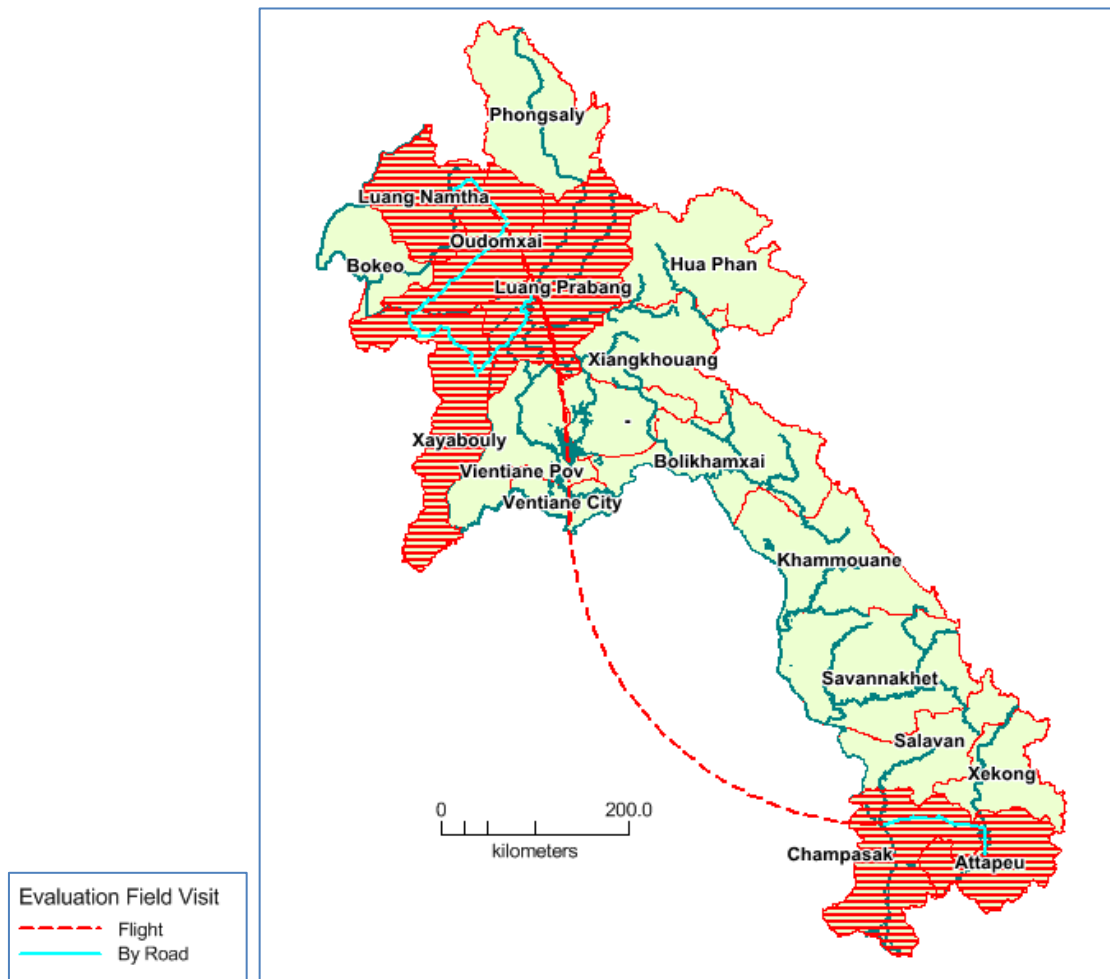 Phongsaly
Luang Namtha
Oudomxai
Bokeo
Hua Phan
Luang Prabang
Xiangkhouang
Xayabouly
Bolikhamxai
Vientiane Pov
Ventiane City
Khammouane
Savannakhet
Salavan
Xekong
0 200.0
kilometers
Champasak
Attapeu
Evaluation Field Visit
Flight
By Road